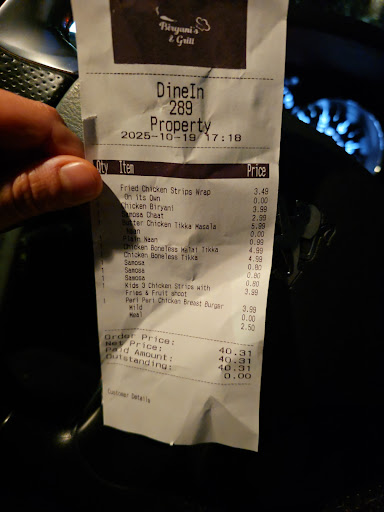 Biryani's
& Grill
DineIn
289
Property
2025-10-19 17:18
Qty Item Price
Fried Chicken Strips Wrap 3.49
On its Own 0.00
Chicken Biryani 3.99
Samosa Chaat 2.99
Butter Chicken Tikka Masala 5.99
Naan 0.00
Plain Naan 0.99
Chicken Boneless Malai Tikka 4.99
Chicken Boneless Tikka 4.99
Samosa 0.80
Samosa 0.80
Samosa 0.80
Kids 3 Chicken Strips with 3.99
Fries & Fruit shoot
Peri Peri Chicken Breast Burger 3.99
Mild 0.00
Meal 2.50
Order Price: 40.31
Net Price: 40.31
Paid Amount: 40.31
Outstanding: 0.00
Customer Details